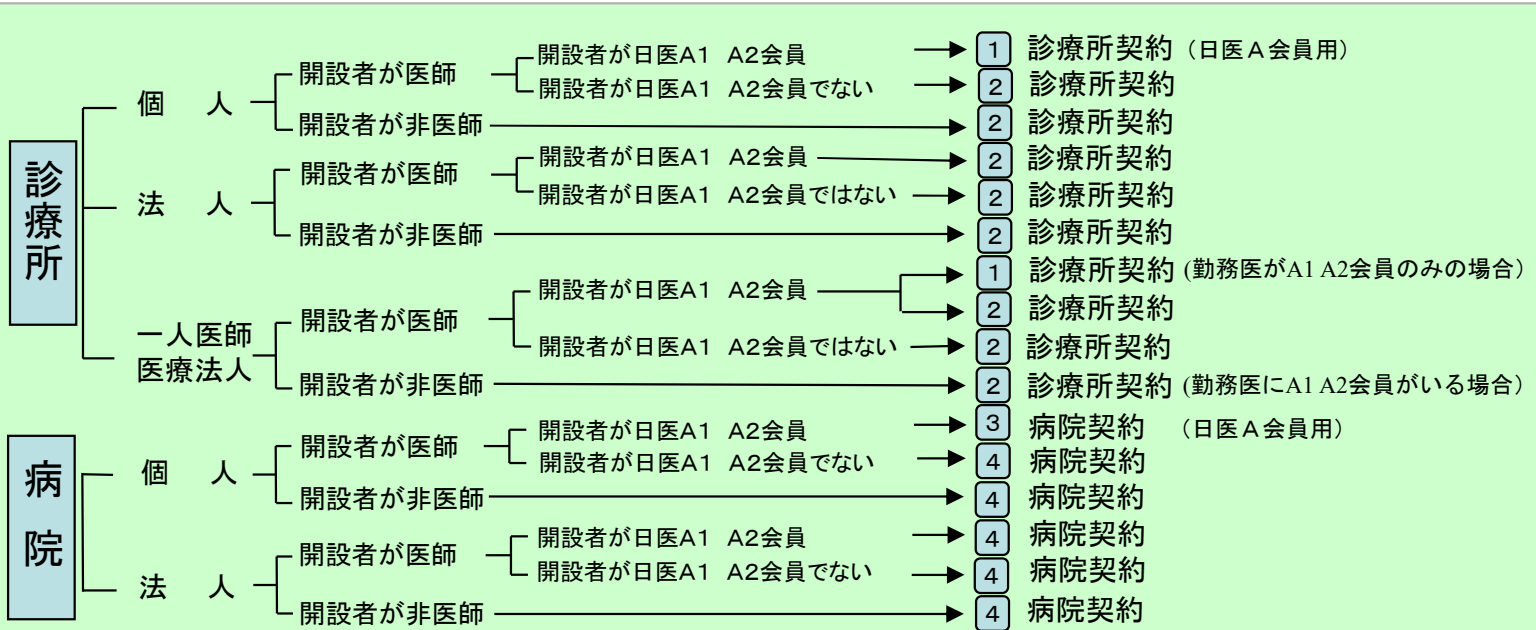 診療所
個　人
開設者が医師
開設者が日医A1 A2会員
1 診療所契約（日医A会員用）
開設者が日医A1 A2会員でない
2 診療所契約
開設者が非医師
2 診療所契約
法　人
開設者が医師
開設者が日医A1 A2会員
2 診療所契約
開設者が日医A1 A2会員ではない
2 診療所契約
開設者が非医師
2 診療所契約
一人医師
医療法人
開設者が医師
開設者が日医A1 A2会員
1 診療所契約 (勤務医がA1 A2会員のみの場合）
2 診療所契約
開設者が日医A1 A2会員ではない
2 診療所契約
開設者が非医師
2 診療所契約 (勤務医にA1 A2会員がいる場合）
病院
個　人
開設者が医師
開設者が日医A1 A2会員
3 病院契約 （日医A会員用）
開設者が日医A1 A2会員でない
4 病院契約
開設者が非医師
4 病院契約
法　人
開設者が医師
開設者が日医A1 A2会員
4 病院契約
開設者が日医A1 A2会員でない
4 病院契約
開設者が非医師
4 病院契約